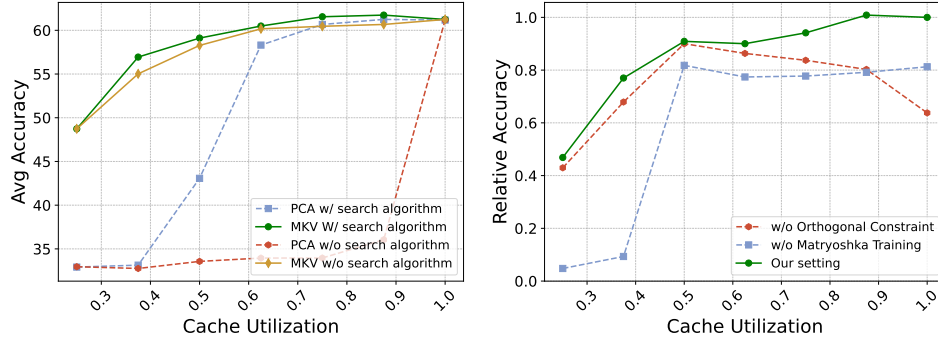 60
55
50
45
40
35
Avg Accuracy
PCA w/ search algorithm
MKV W/ search algorithm
PCA w/o search algorithm
MKV w/o search algorithm
0.3
0.4
0.5
0.6
0.7
0.8
0.9
1.0
Cache Utilization
1.0
0.8
0.6
0.4
0.2
0.0
Relative Accuracy
w/o Orthogonal Constraint
w/o Matryoshka Training
Our setting
0.3
0.4
0.5
0.6
0.7
0.8
0.9
1.0
Cache Utilization